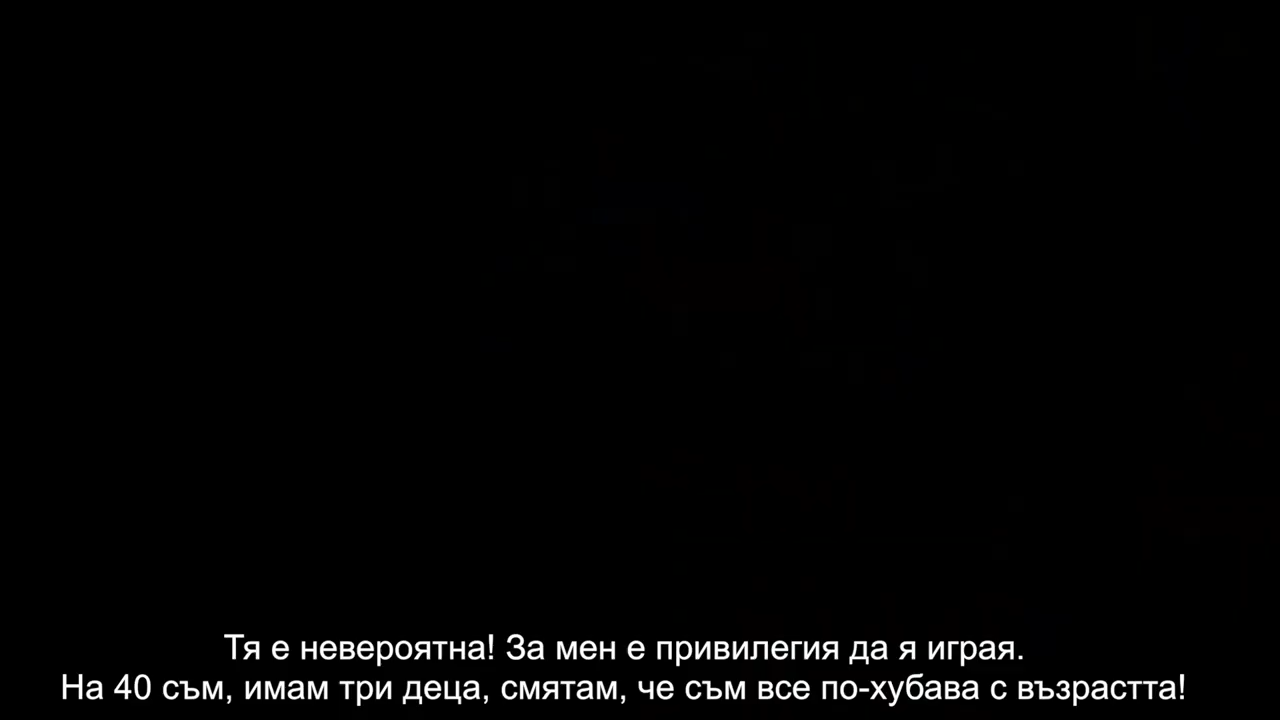 Тя е невероятна! За мен е привилегия да я играя.
На 40 съм, имам три деца, смятам, че съм все по-хубава с възрастта!